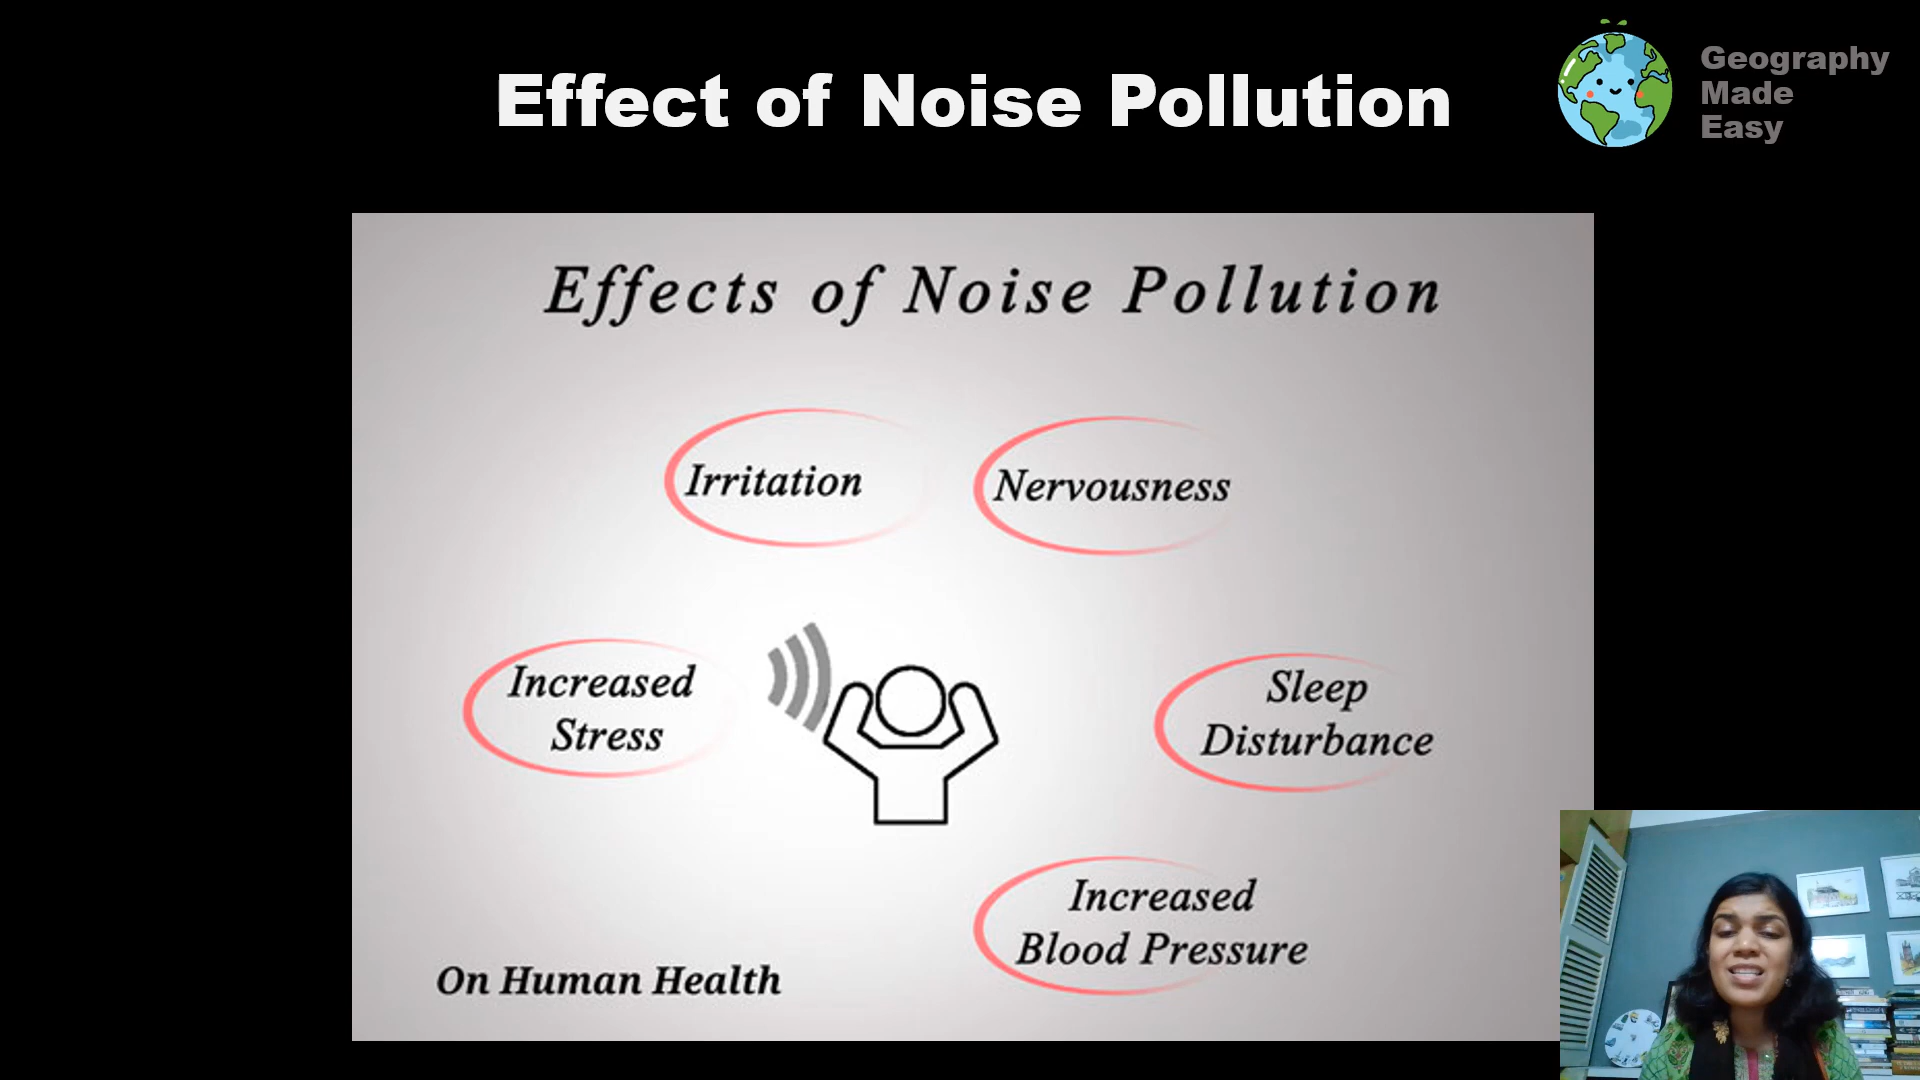 Effect of Noise Pollution
Geography
Made
Easy
Effects of Noise Pollution
Irritation
Nervousness
Increased
Stress
Sleep
Disturbance
Increased
Blood Pressure
On Human Health